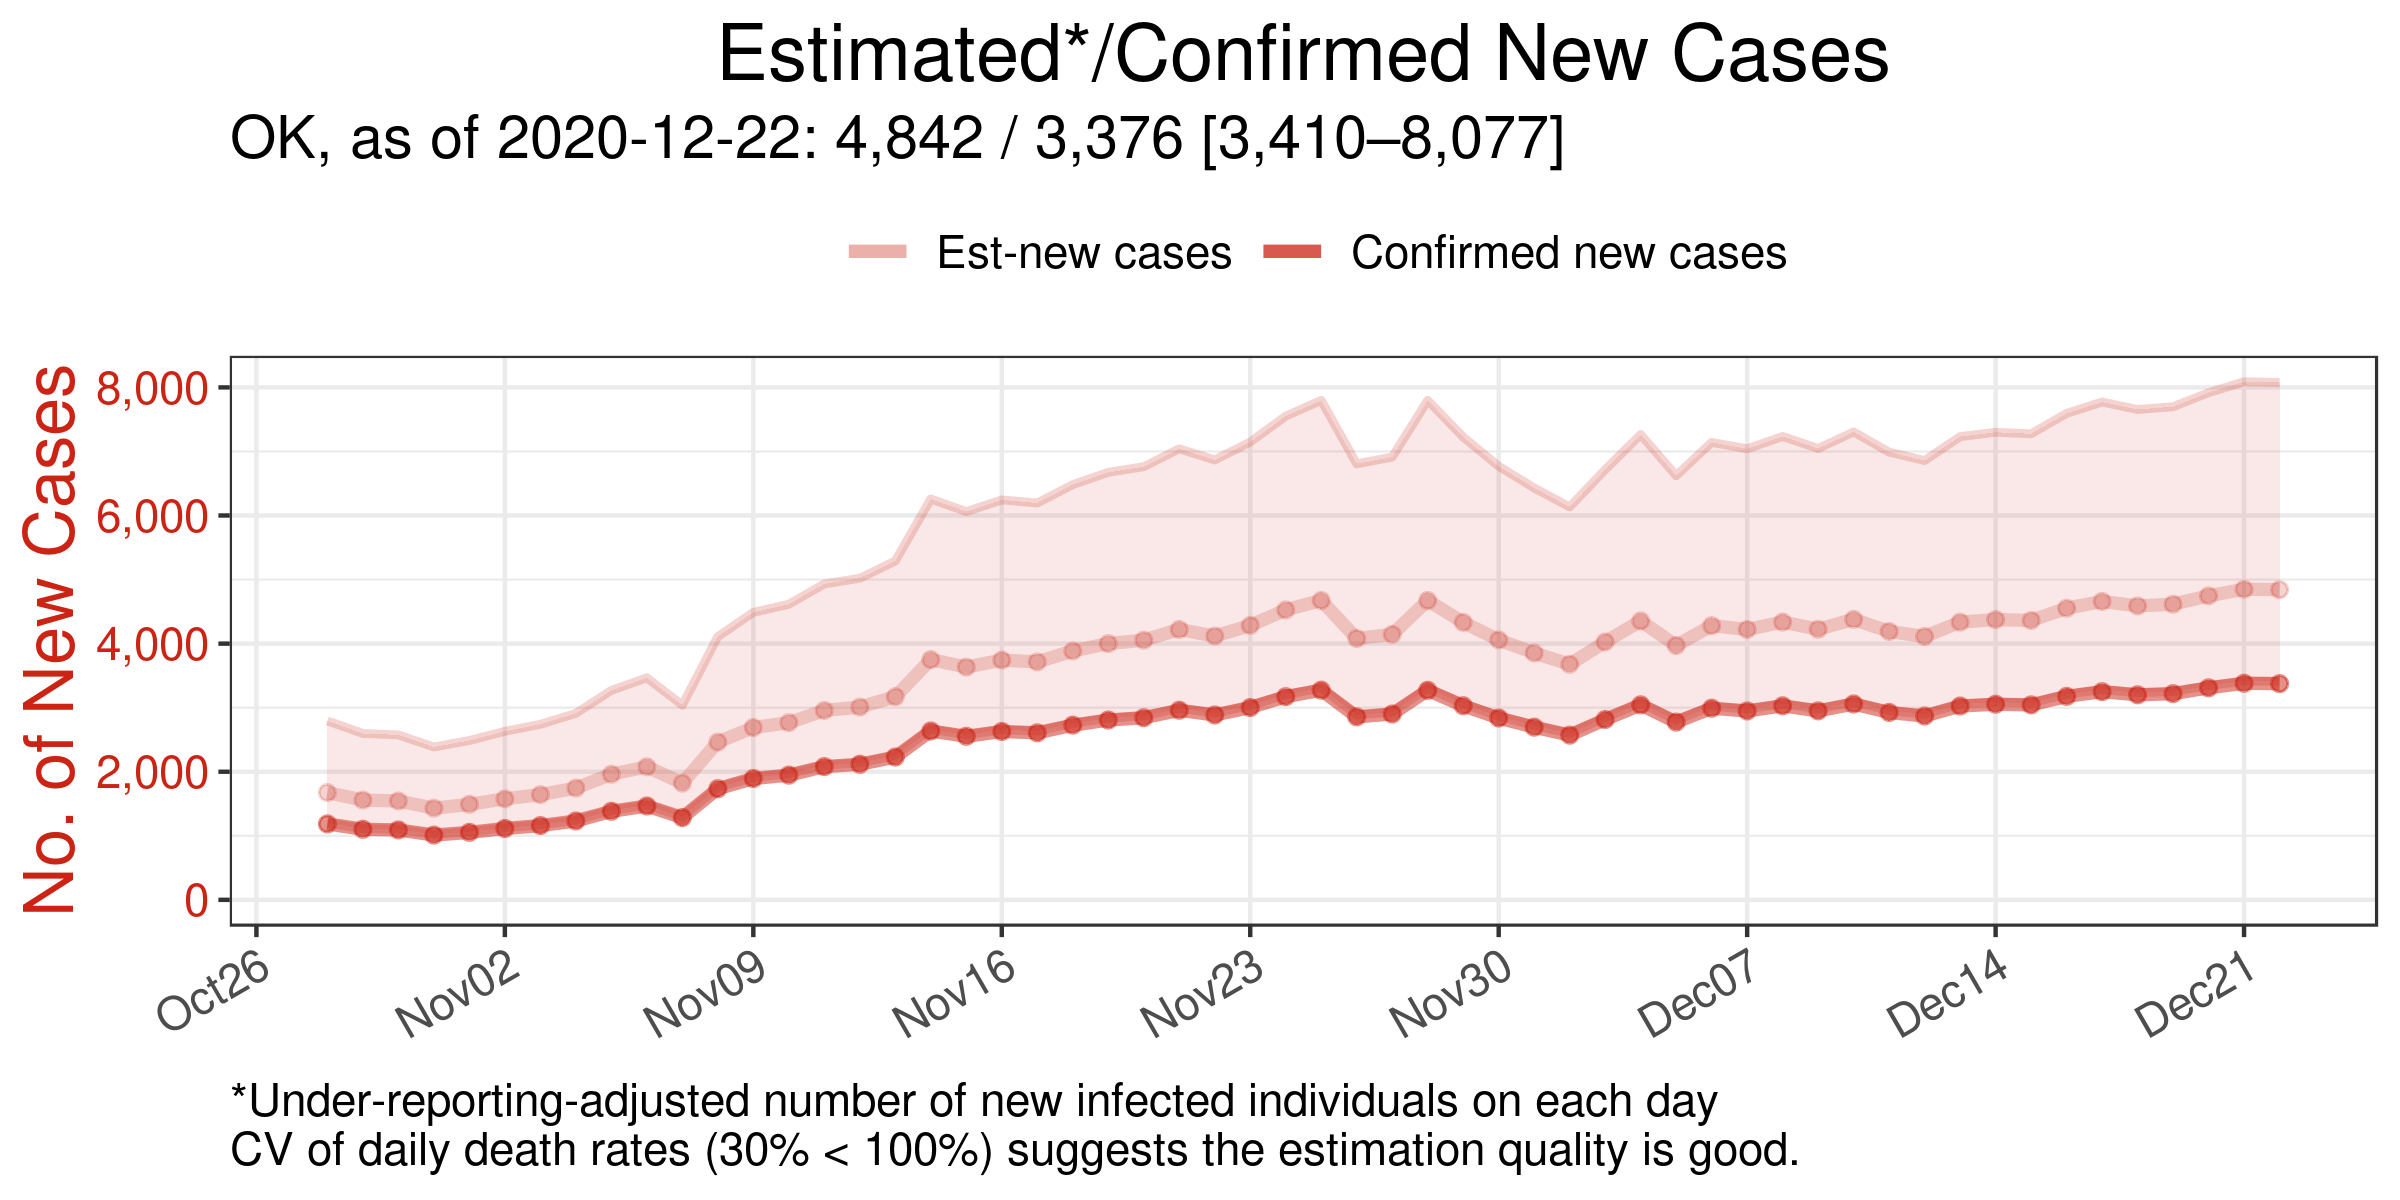 Estimated*/Confirmed New Cases
OK, as of 2020-12-22: 4,842 / 3,376 [3,410–8,077]
Est-new cases
Confirmed new cases
No. of New Cases
8,000
6,000
4,000
2,000
0
Oct26
Nov02
Nov09
Nov16
Nov23
Nov30
Dec07
Dec14
Dec21
*Under-reporting-adjusted number of new infected individuals on each day
CV of daily death rates (30% < 100%) suggests the estimation quality is good.